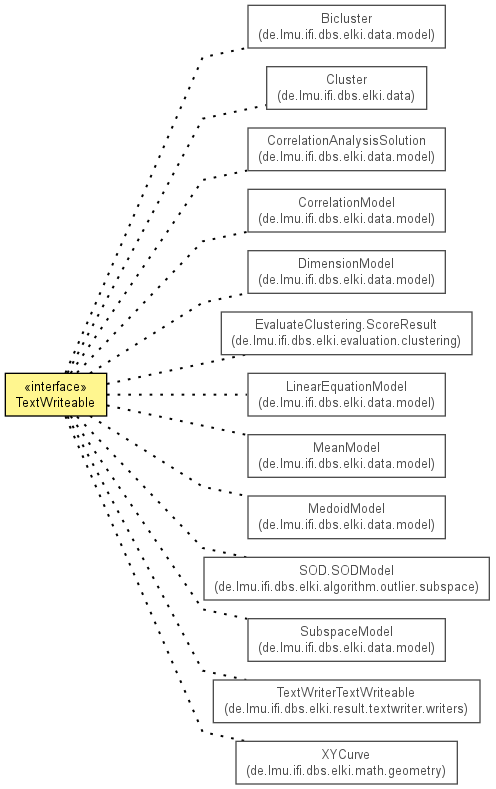 Bicluster
(de.lmu.ifi.dbs.elki.data.model)
Cluster
(de.lmu.ifi.dbs.elki.data)
CorrelationAnalysisSolution
(de.lmu.ifi.dbs.elki.data.model)
CorrelationModel
(de.lmu.ifi.dbs.elki.data.model)
DimensionModel
(de.lmu.ifi.dbs.elki.data.model)
EvaluateClustering.ScoreResult
(de.lmu.ifi.dbs.elki.evaluation.clustering)
«interface»
TextWriteable
LinearEquationModel
(de.lmu.ifi.dbs.elki.data.model)
MeanModel
(de.lmu.ifi.dbs.elki.data.model)
MedoidModel
(de.lmu.ifi.dbs.elki.data.model)
SOD.SODModel
(de.lmu.ifi.dbs.elki.algorithm.outlier.subspace)
SubspaceModel
(de.lmu.ifi.dbs.elki.data.model)
TextWriterTextWriteable
(de.lmu.ifi.dbs.elki.result.textwriter.writers)
XYCurve
(de.lmu.ifi.dbs.elki.math.geometry)